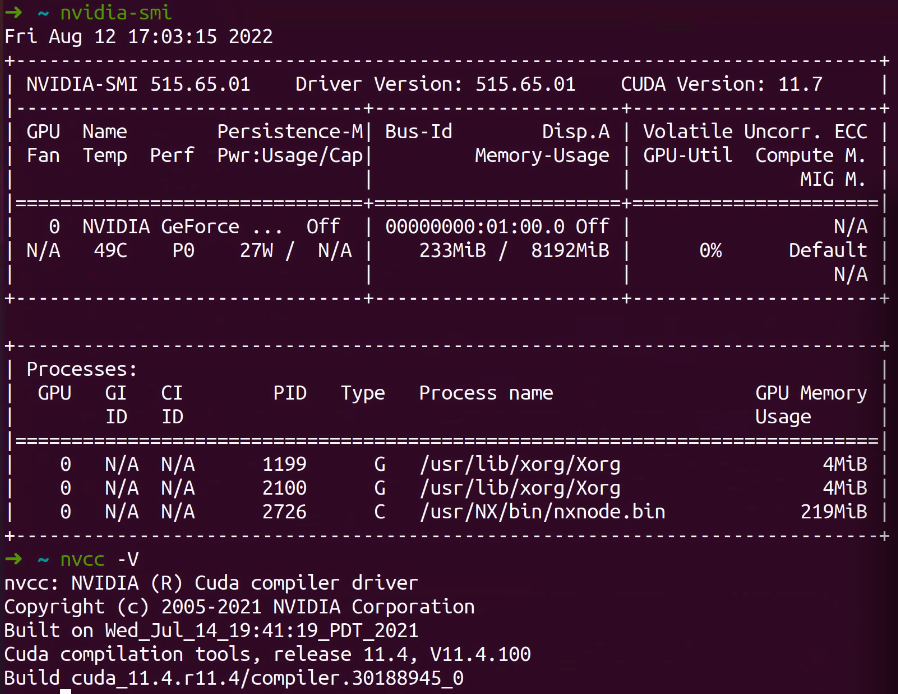 ➜ ~ nvidia-smi
Fri Aug 12 17:03:15 2022
+-----------------------------------------------------------------------------+
| NVIDIA-SMI 515.65.01    Driver Version: 515.65.01    CUDA Version: 11.7     |
|-------------------------------+----------------------+----------------------+
| GPU  Name        Persistence-M| Bus-Id        Disp.A | Volatile Uncorr. ECC |
| Fan  Temp  Perf  Pwr:Usage/Cap|         Memory-Usage | GPU-Util  Compute M. |
|                               |                      |               MIG M. |
|===============================+======================+======================|
|   0  NVIDIA GeForce ...  Off  | 00000000:01:00.0 Off |                  N/A |
| N/A   49C    P0    27W /  N/A |    233MiB /  8192MiB |      0%      Default |
|                               |                      |                  N/A |
+-------------------------------+----------------------+----------------------+
+-----------------------------------------------------------------------------+
| Processes:                                                                  |
|  GPU   GI   CI        PID   Type   Process name                  GPU Memory |
|        ID   ID                                                   Usage      |
|=============================================================================|
|    0   N/A  N/A      1199      G   /usr/lib/xorg/Xorg                  4MiB |
|    0   N/A  N/A      2100      G   /usr/lib/xorg/Xorg                  4MiB |
|    0   N/A  N/A      2726      C   /usr/NX/bin/nxnode.bin            219MiB |
+-----------------------------------------------------------------------------+
➜ ~ nvcc -V
nvcc: NVIDIA (R) Cuda compiler driver
Copyright (c) 2005-2021 NVIDIA Corporation
Built on Wed_Jul_14_19:41:19_PDT_2021
Cuda compilation tools, release 11.4, V11.4.100
Build cuda_11.4.r11.4/compiler.30188945_0